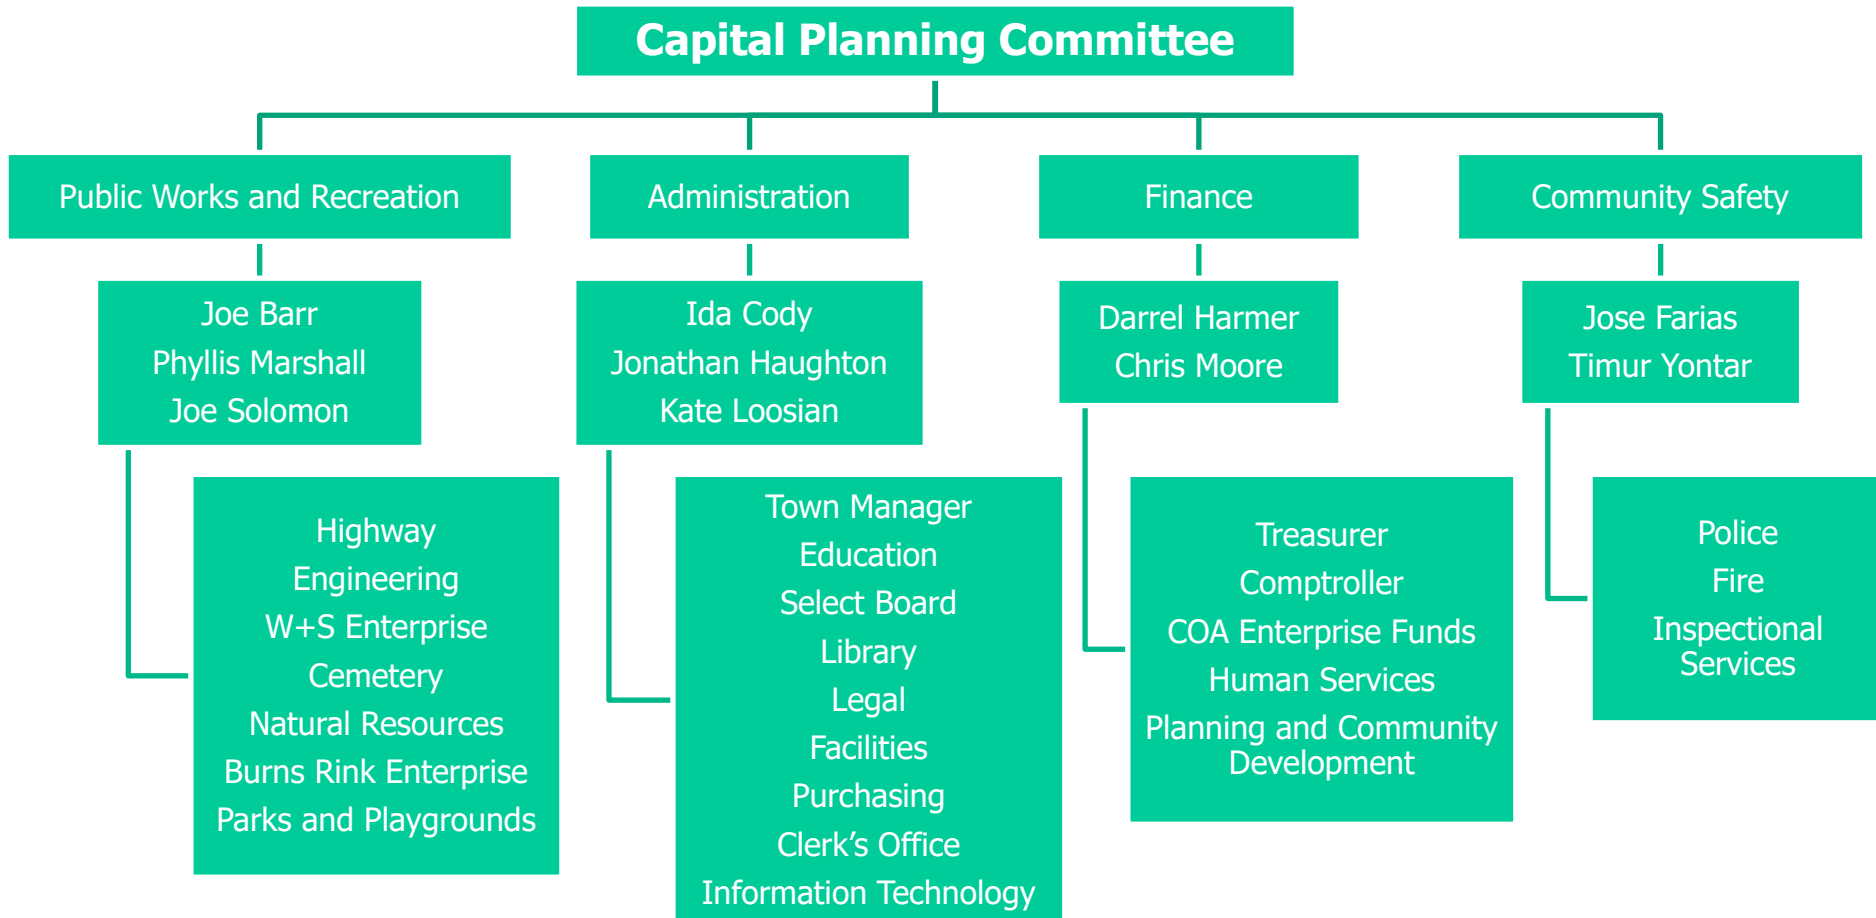 Capital Planning Committee
Public Works and Recreation
Administration
Finance
Community Safety
Joe Barr
Phyllis Marshall
Joe Solomon
Ida Cody
Jonathan Haughton
Kate Loosian
Darrel Harmer
Chris Moore
Jose Farias
Timur Yontar
Highway
Engineering
W+S Enterprise
Cemetery
Natural Resources
Burns Rink Enterprise
Parks and Playgrounds
Town Manager
Education
Select Board
Library
Legal
Facilities
Purchasing
Clerk’s Office
Information Technology
Treasurer
Comptroller
COA Enterprise Funds
Human Services
Planning and Community
Development
Police
Fire
Inspectional
Services